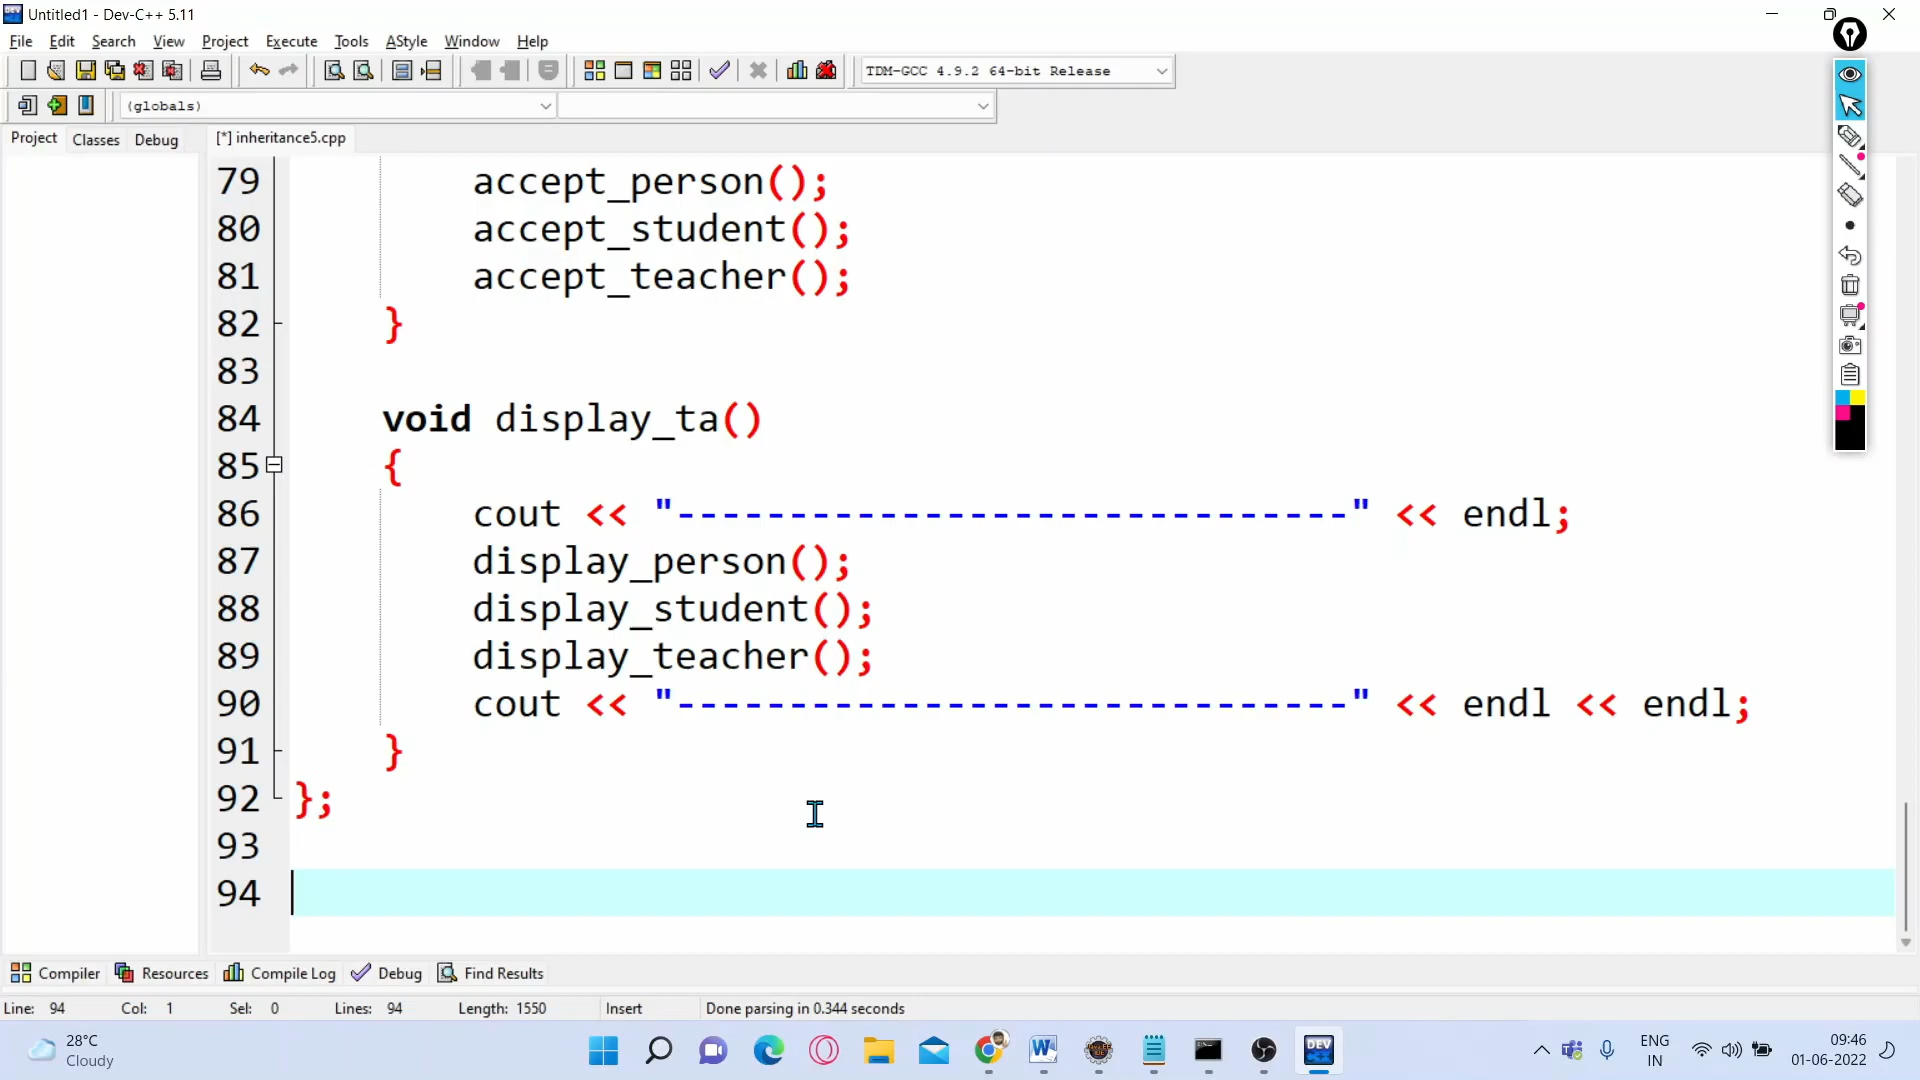 Untitled1 - Dev-C++ 5.11
File Edit Search View Project Execute Tools AStyle Window Help
TDM-GCC 4.9.2 64-bit Release
(globals)
Project Classes Debug [*] inheritance5.cpp
79 accept_person();
80 accept_student();
81 accept_teacher();
82 }
83
84 void display_ta()
85 {
86 cout << "------------------------------" << endl;
87 display_person();
88 display_student();
89 display_teacher();
90 cout << "------------------------------" << endl << endl;
91 }
92 };
93
94
Compiler Resources Compile Log Debug Find Results
Line: 94 Col: 1 Sel: 0 Lines: 94 Length: 1550 Insert Done parsing in 0.344 seconds
28°C
Cloudy
DEV
ENG
IN
09:46
01-06-2022